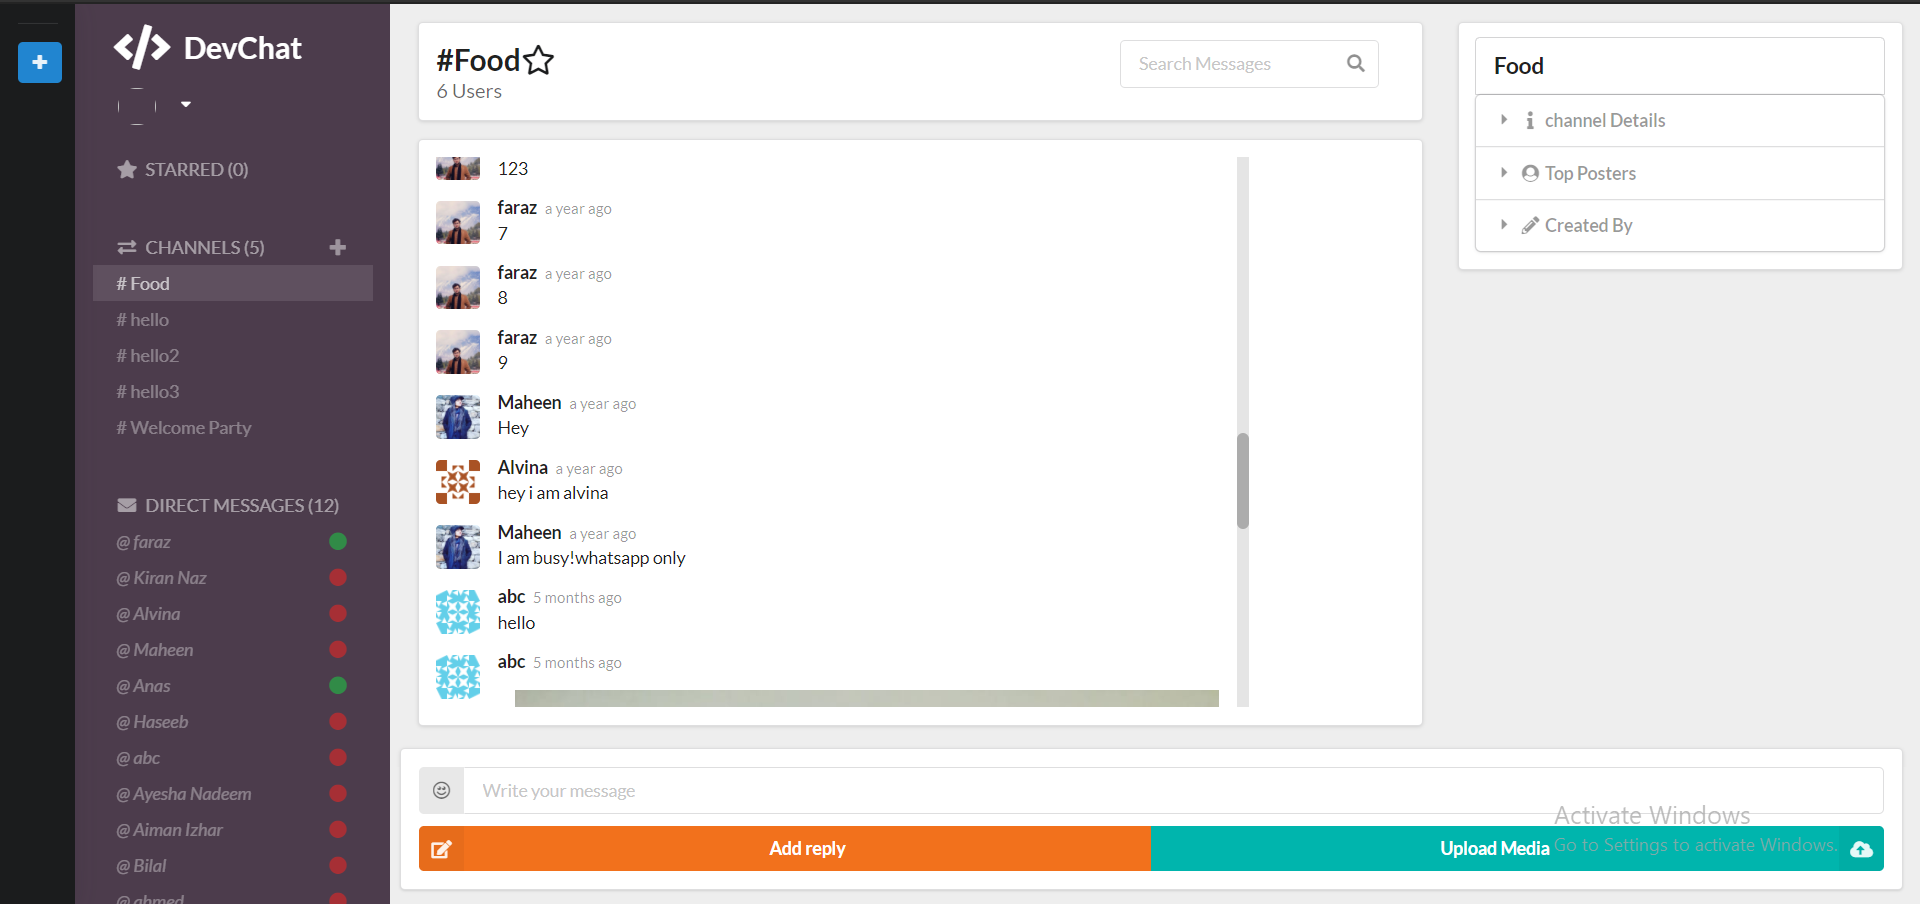 DevChat
STARRED (0)
CHANNELS (5)
# Food
# hello
# hello2
# hello3
# Welcome Party
DIRECT MESSAGES (12)
@ faraz
@ Kiran Naz
@ Alvina
@ Maheen
@ Anas
@ Haseeb
@ abc
@ Ayesha Nadeem
@ Aiman Izhar
@ Bilal
@ ahmed
#Food
6 Users
Search Messages
123
faraz a year ago
7
faraz a year ago
8
faraz a year ago
9
Maheen a year ago
Hey
Alvina a year ago
hey i am alvina
Maheen a year ago
I am busy!whatsapp only
abc 5 months ago
hello
abc 5 months ago
Write your message
Add reply
Upload Media
Food
channel Details
Top Posters
Created By
Activate Windows
Go to Settings to activate Windows.